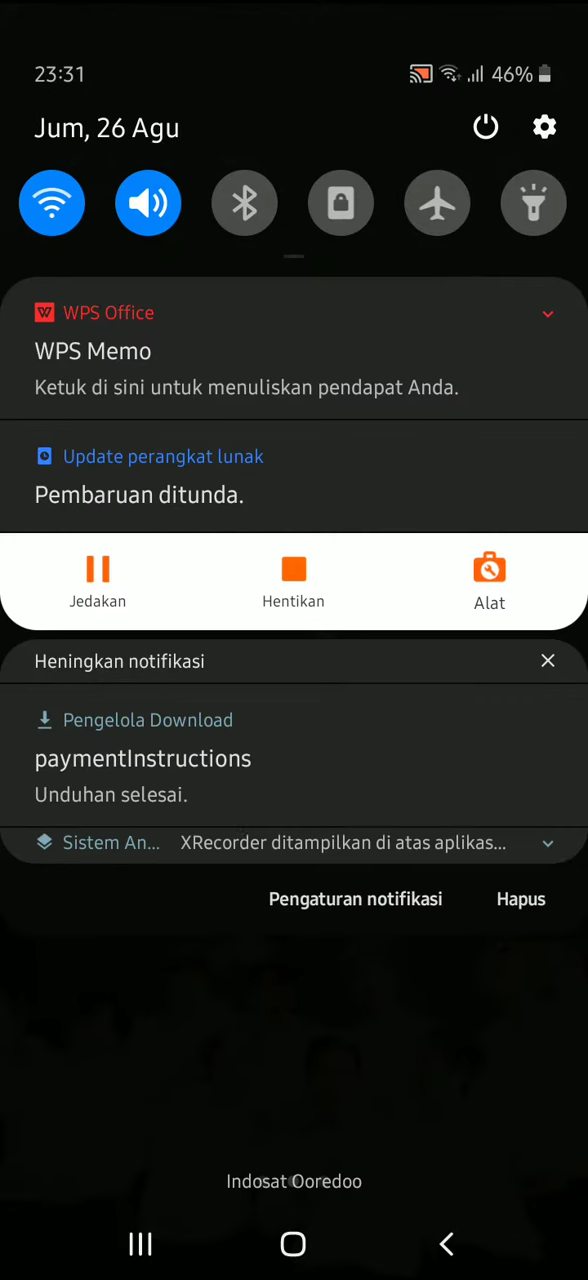 23:31
46%
Jum, 26 Agu
WPS Office
WPS Memo
Ketuk di sini untuk menuliskan pendapat Anda.
Update perangkat lunak
Pembaruan ditunda.
Jedakan
Hentikan
Alat
Heningkan notifikasi
Pengelola Download
paymentInstructions
Unduhan selesai.
Sistem An... XRecorder ditampilkan di atas aplikas...
Pengaturan notifikasi
Hapus
Indosat Ooredoo